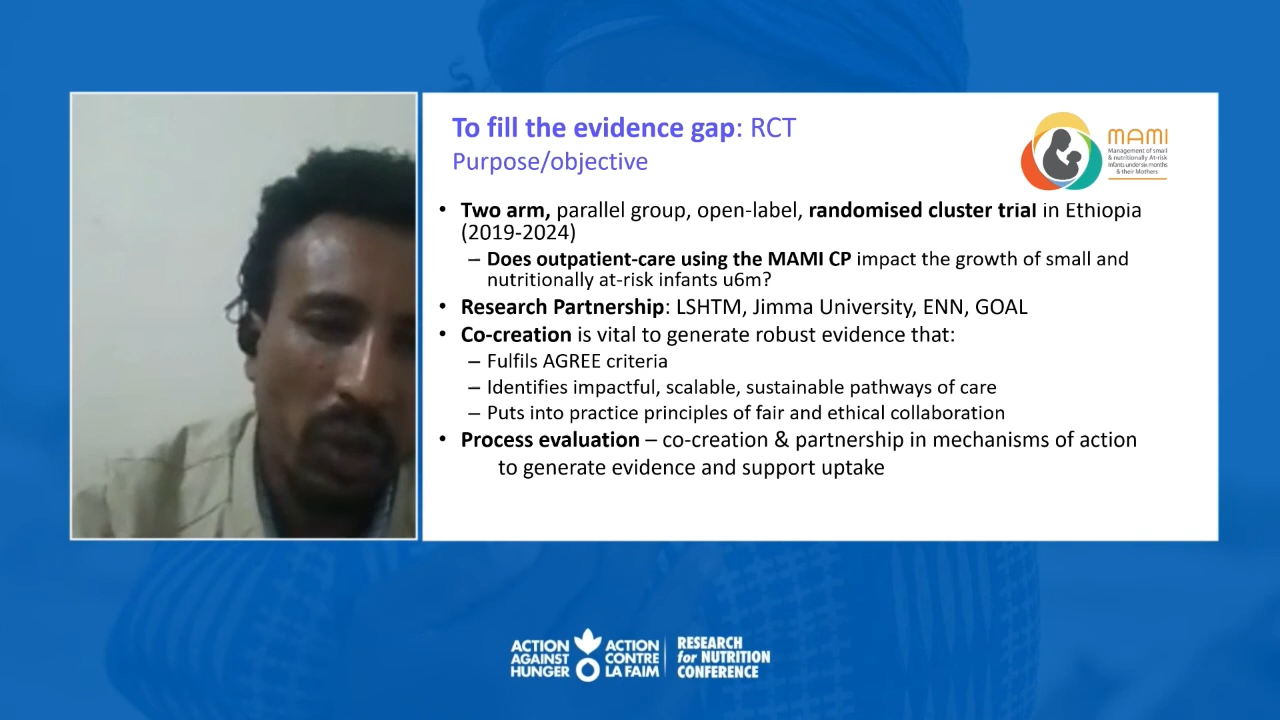 To fill the evidence gap: RCT
Purpose/objective
MAMI
Management of small
& nutritionally At-risk
infants under six months
& their Mothers
• Two arm, parallel group, open-label, randomised cluster trial in Ethiopia
(2019-2024)
– Does outpatient-care using the MAMI CP impact the growth of small and
nutritionally at-risk infants u6m?
• Research Partnership: LSHTM, Jimma University, ENN, GOAL
• Co-creation is vital to generate robust evidence that:
– Fulfils AGREE criteria
– Identifies impactful, scalable, sustainable pathways of care
– Puts into practice principles of fair and ethical collaboration
• Process evaluation – co-creation & partnership in mechanisms of action
to generate evidence and support uptake
ACTION
AGAINST
HUNGER
ACTION
CONTRE
LA FAIM
RESEARCH
for NUTRITION
CONFERENCE